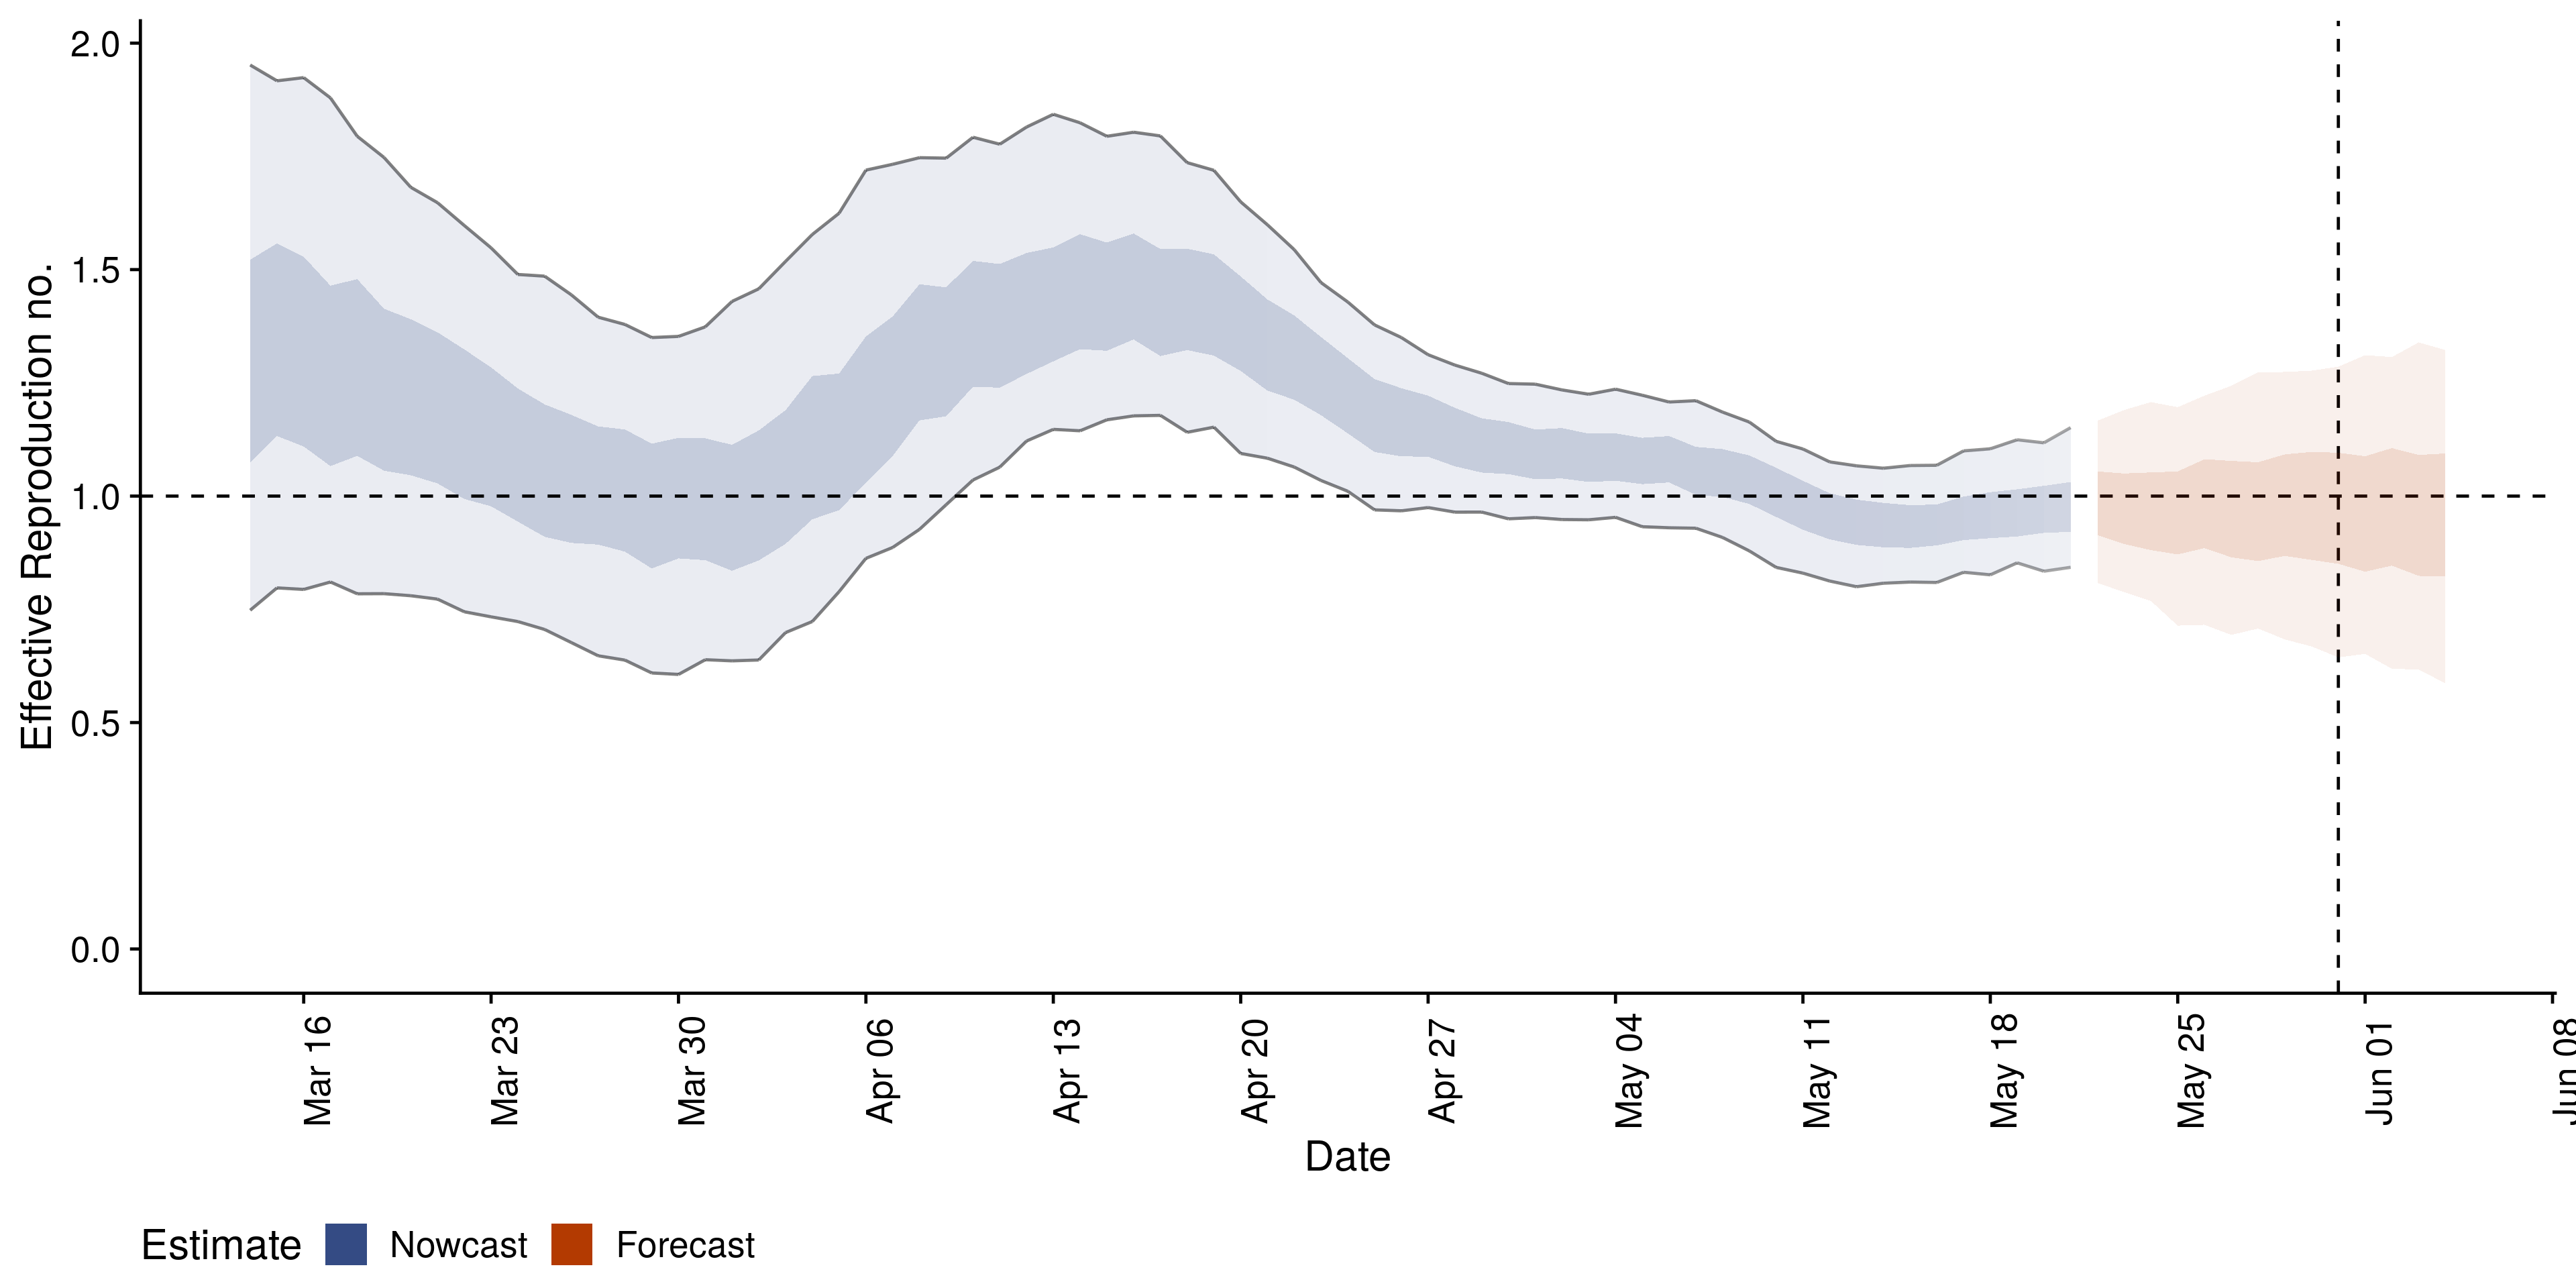 Effective Reproduction no.
2.0
1.5
1.0
0.5
0.0
Mar 16
Mar 23
Mar 30
Apr 06
Apr 13
Apr 20
Apr 27
May 04
May 11
May 18
May 25
Jun 01
Jun 08
Date
Estimate Nowcast Forecast